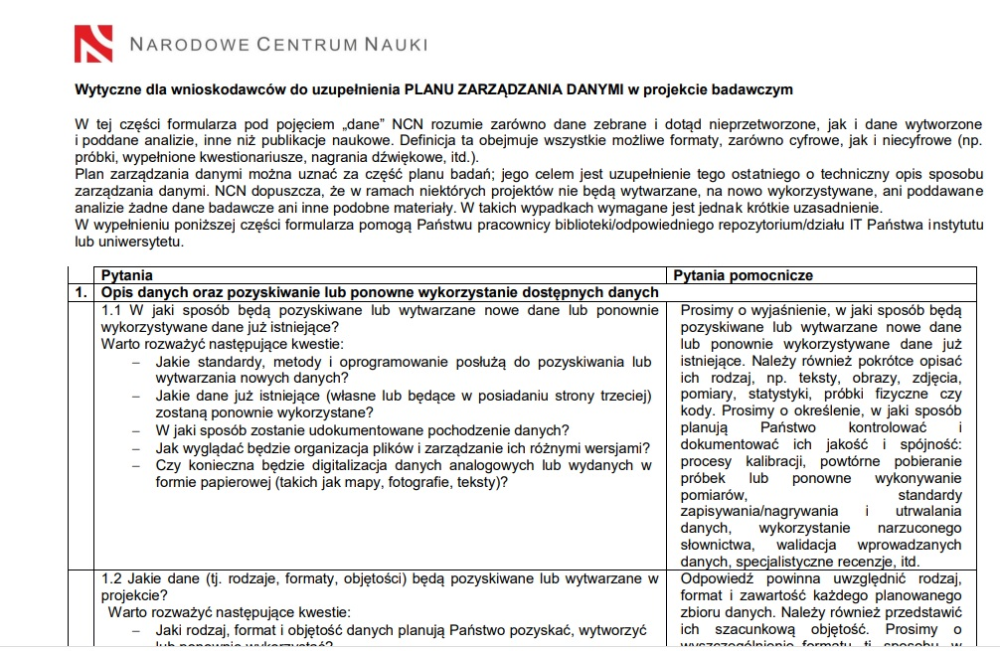 NARODOWE CENTRUM NAUKI
Wytyczne dla wnioskodawców do uzupełnienia PLANU ZARZĄDZANIA DANYMI w projekcie badawczym
W tej części formularza pod pojęciem „dane” NCN rozumie zarówno dane zebrane i dotąd nieprzetworzone, jak i dane wytworzone
i poddane analizie, inne niż publikacje naukowe. Definicja ta obejmuje wszystkie możliwe formaty, zarówno cyfrowe, jak i niecyfrowe (np.
próbki, wypełnione kwestionariusze, nagrania dźwiękowe, itd.).
Plan zarządzania danymi można uznać za część planu badań; jego celem jest uzupełnienie tego ostatniego o techniczny opis sposobu
zarządzania danymi. NCN dopuszcza, że w ramach niektórych projektów nie będą wytwarzane, na nowo wykorzystywane, ani poddawane
analizie żadne dane badawcze ani inne podobne materiały. W takich wypadkach wymagane jest jednak krótkie uzasadnienie.
W wypełnieniu poniższej części formularza pomogą Państwu pracownicy biblioteki/odpowiedniego repozytorium/działu IT Państwa instytutu
lub uniwersytetu.
Pytania
Pytania pomocnicze
1. Opis danych oraz pozyskiwanie lub ponowne wykorzystanie dostępnych danych
1.1 W jaki sposób będą pozyskiwane lub wytwarzane nowe dane lub ponownie
wykorzystywane dane już istniejące?
Warto rozważyć następujące kwestie:
– Jakie standardy, metody i oprogramowanie posłużą do pozyskiwania lub
wytwarzania nowych danych?
– Jakie dane już istniejące (własne lub będące w posiadaniu strony trzeciej)
zostaną ponownie wykorzystane?
– W jaki sposób zostanie udokumentowane pochodzenie danych?
– Jak wyglądać będzie organizacja plików i zarządzanie ich różnymi wersjami?
– Czy konieczna będzie digitalizacja danych analogowych lub wydanych w
formie papierowej (takich jak mapy, fotografie, teksty)?
Prosimy o wyjaśnienie, w jaki sposób będą
pozyskiwane lub wytwarzane nowe dane
lub ponownie wykorzystywane dane już
istniejące. Należy również pokrótce opisać
ich rodzaj, np. teksty, obrazy, zdjęcia,
pomiary, statystyki, próbki fizyczne czy
kody. Prosimy o określenie, w jaki sposób
planują Państwo kontrolować i
dokumentować ich jakość i spójność:
procesy kalibracji, powtórne pobieranie
próbek lub ponowne wykonywanie
pomiarów, standardy
zapisywania/nagrywania i utrwalania
danych, wykorzystanie narzuconego
słownictwa, walidacja wprowadzanych
danych, specjalistyczne recenzje, itd.
1.2 Jakie dane (tj. rodzaje, formaty, objętości) będą pozyskiwane lub wytwarzane w
projekcie?
Warto rozważyć następujące kwestie:
– Jaki rodzaj, format i objętość danych planują Państwo pozyskać, wytworzyć
lub ponownie wykorzystać?
Odpowiedź powinna uwzględnić rodzaj,
format i zawartość każdego planowanego
zbioru danych. Należy również przedstawić
ich szacunkową objętość. Prosimy o
wyszczególnienie formatu, tj. sposobu, w